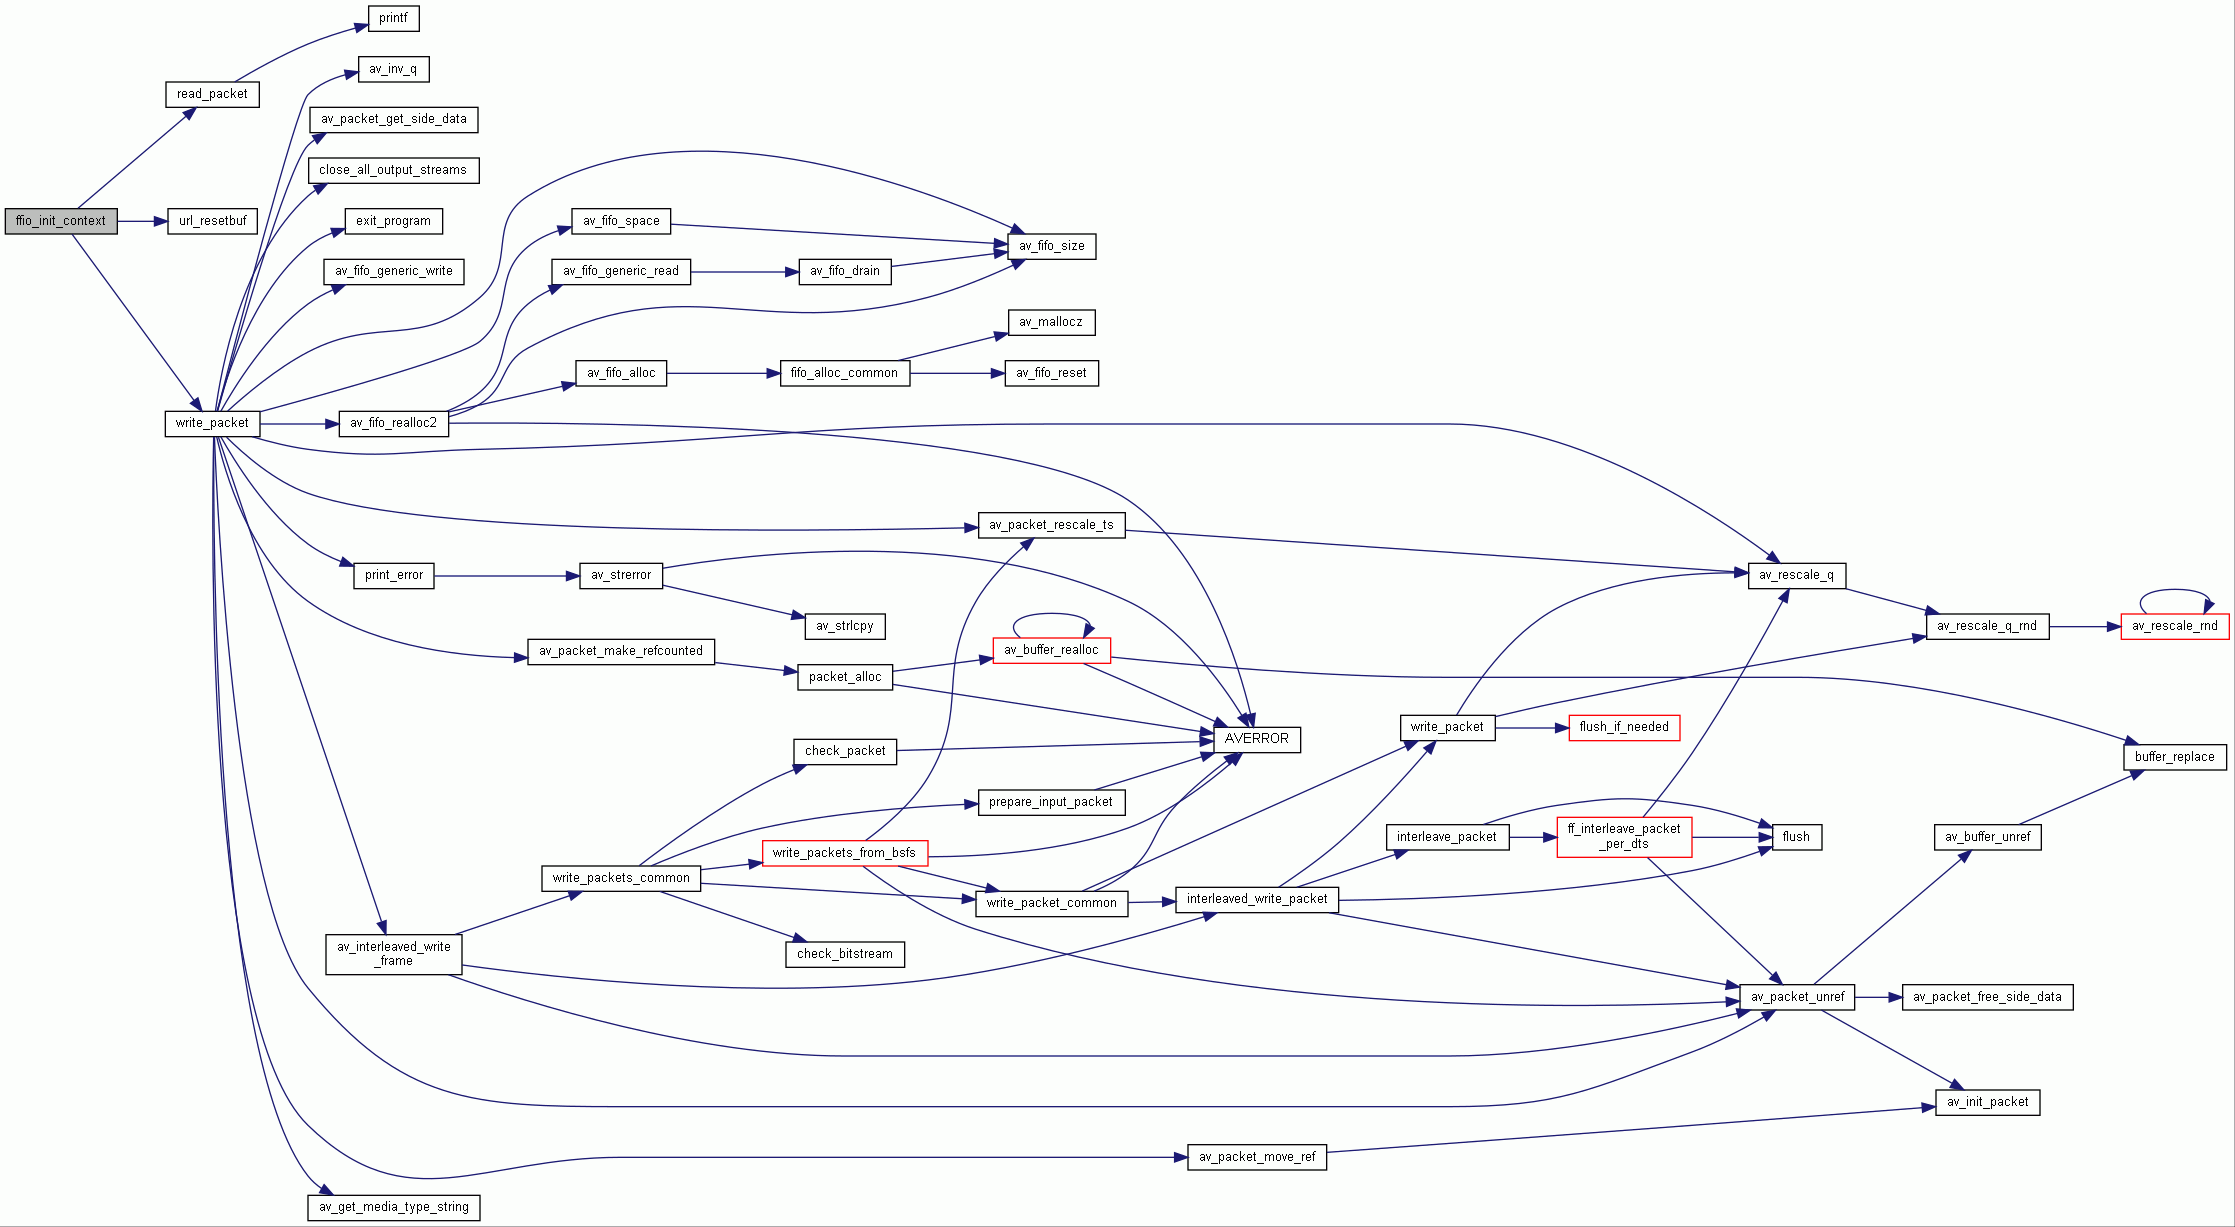 printf
av_inv_q
read_packet
av_packet_get_side_data
close_all_output_streams
ffio_init_context
url_resetbuf
exit_program
av_fifo_space
av_fifo_size
av_fifo_generic_write
av_fifo_generic_read
av_fifo_drain
av_mallocz
av_fifo_alloc
fifo_alloc_common
av_fifo_reset
write_packet
av_fifo_realloc2
av_packet_rescale_ts
print_error
av_strerror
av_rescale_q
av_strlcpy
av_rescale_q_rnd
av_rescale_rnd
av_packet_make_refcounted
av_buffer_realloc
packet_alloc
write_packet
flush_if_needed
AVERROR
check_packet
buffer_replace
prepare_input_packet
interleave_packet
ff_interleave_packet
_per_dts
flush
av_buffer_unref
write_packets_from_bsfs
write_packets_common
write_packet_common
interleaved_write_packet
av_interleaved_write
_frame
check_bitstream
av_packet_unref
av_packet_free_side_data
av_init_packet
av_packet_move_ref
av_get_media_type_string